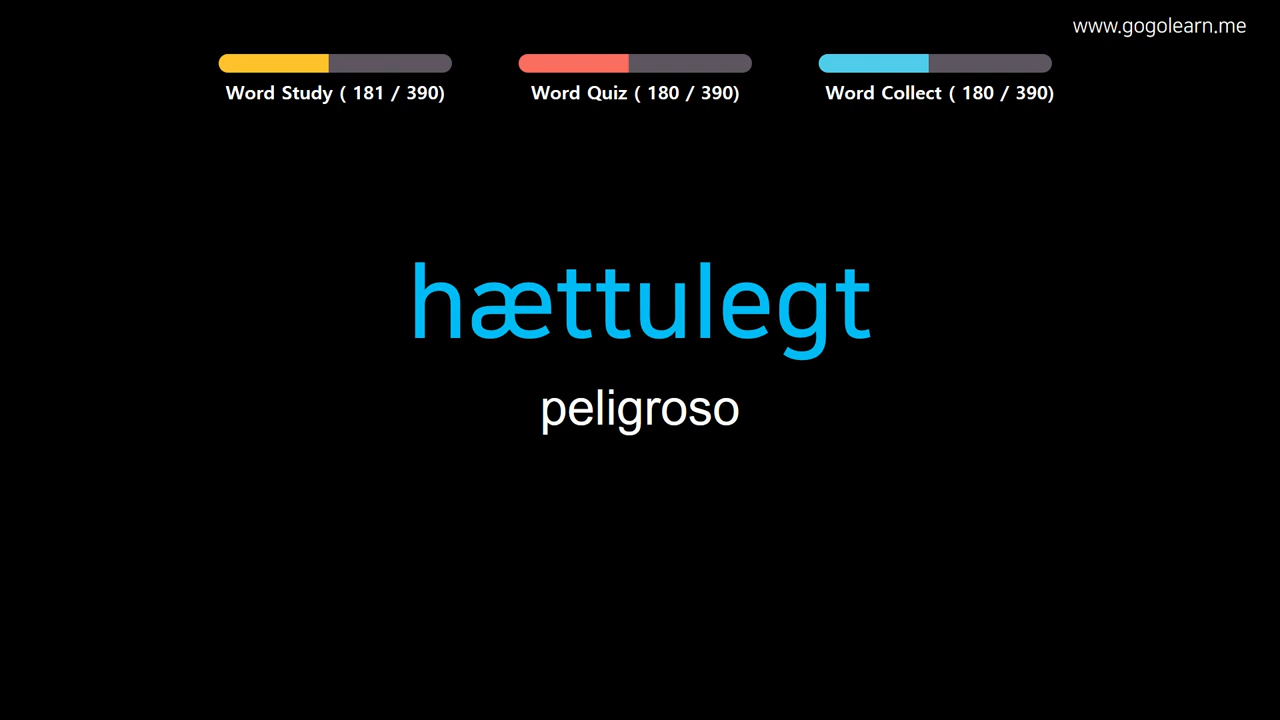 www.gogolearn.me
Word Study ( 181 / 390)
Word Quiz ( 180 / 390)
Word Collect ( 180 / 390)
hættulegt
peligroso